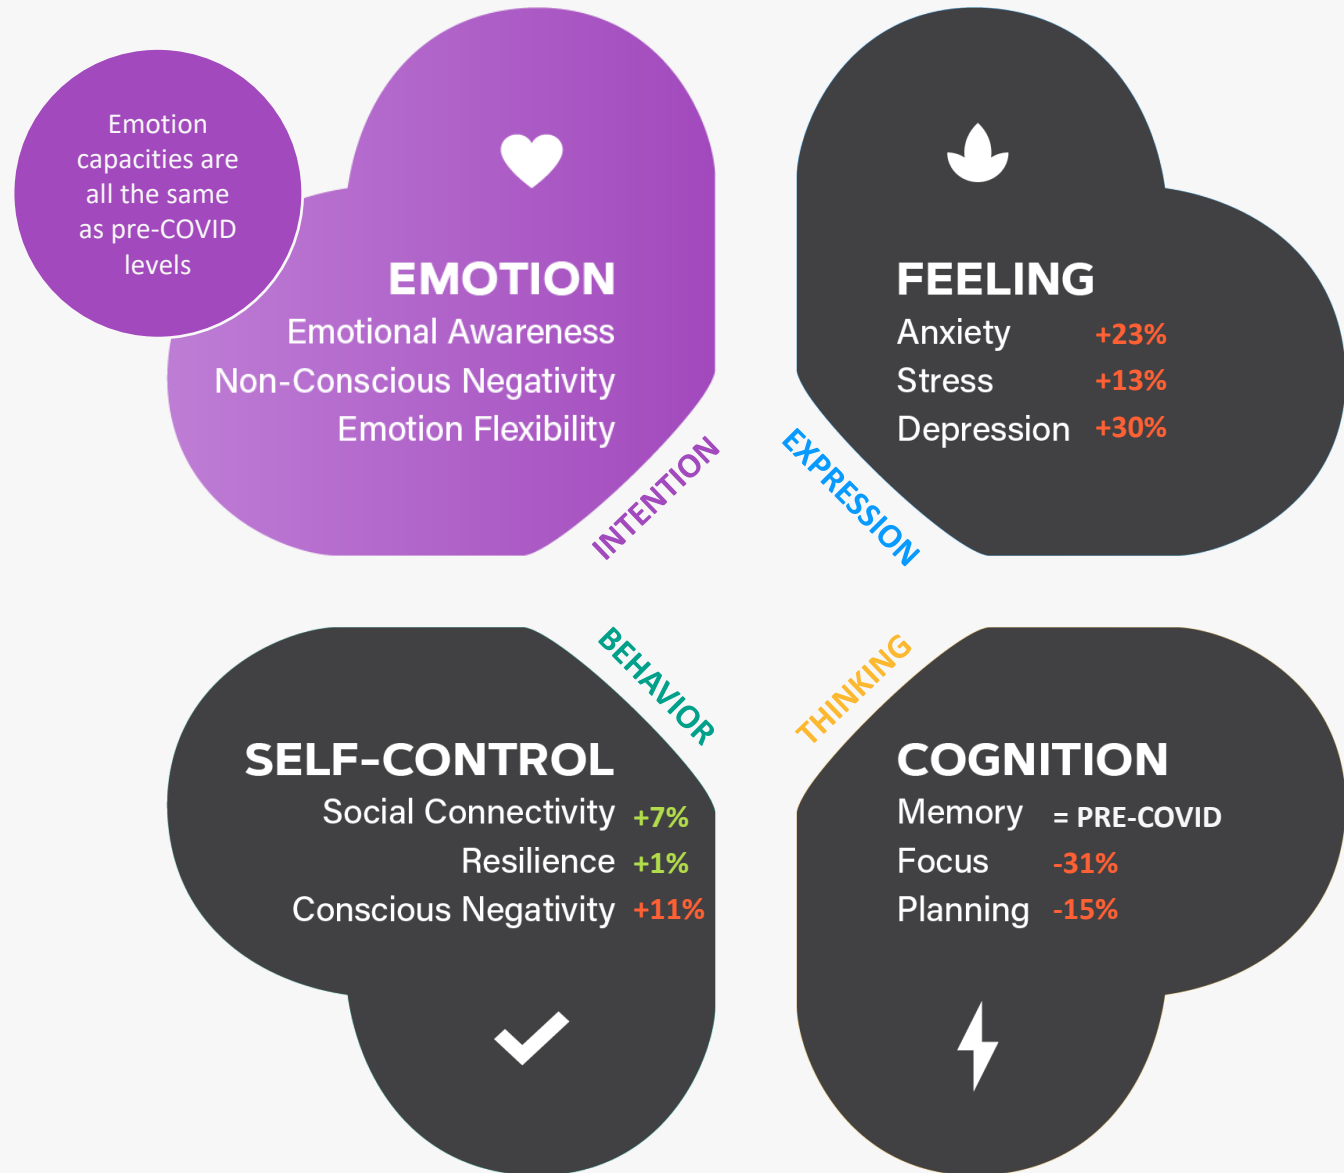 Emotion
capacities are
all the same
as pre-COVID
levels
EMOTION
Emotional Awareness
Non-Conscious Negativity
Emotion Flexibility
INTENTION
FEELING
Anxiety +23%
Stress +13%
Depression +30%
EXPRESSION
BEHAVIOR
SELF-CONTROL
Social Connectivity +7%
Resilience +1%
Conscious Negativity +11%
THINKING
COGNITION
Memory = PRE-COVID
Focus -31%
Planning -15%